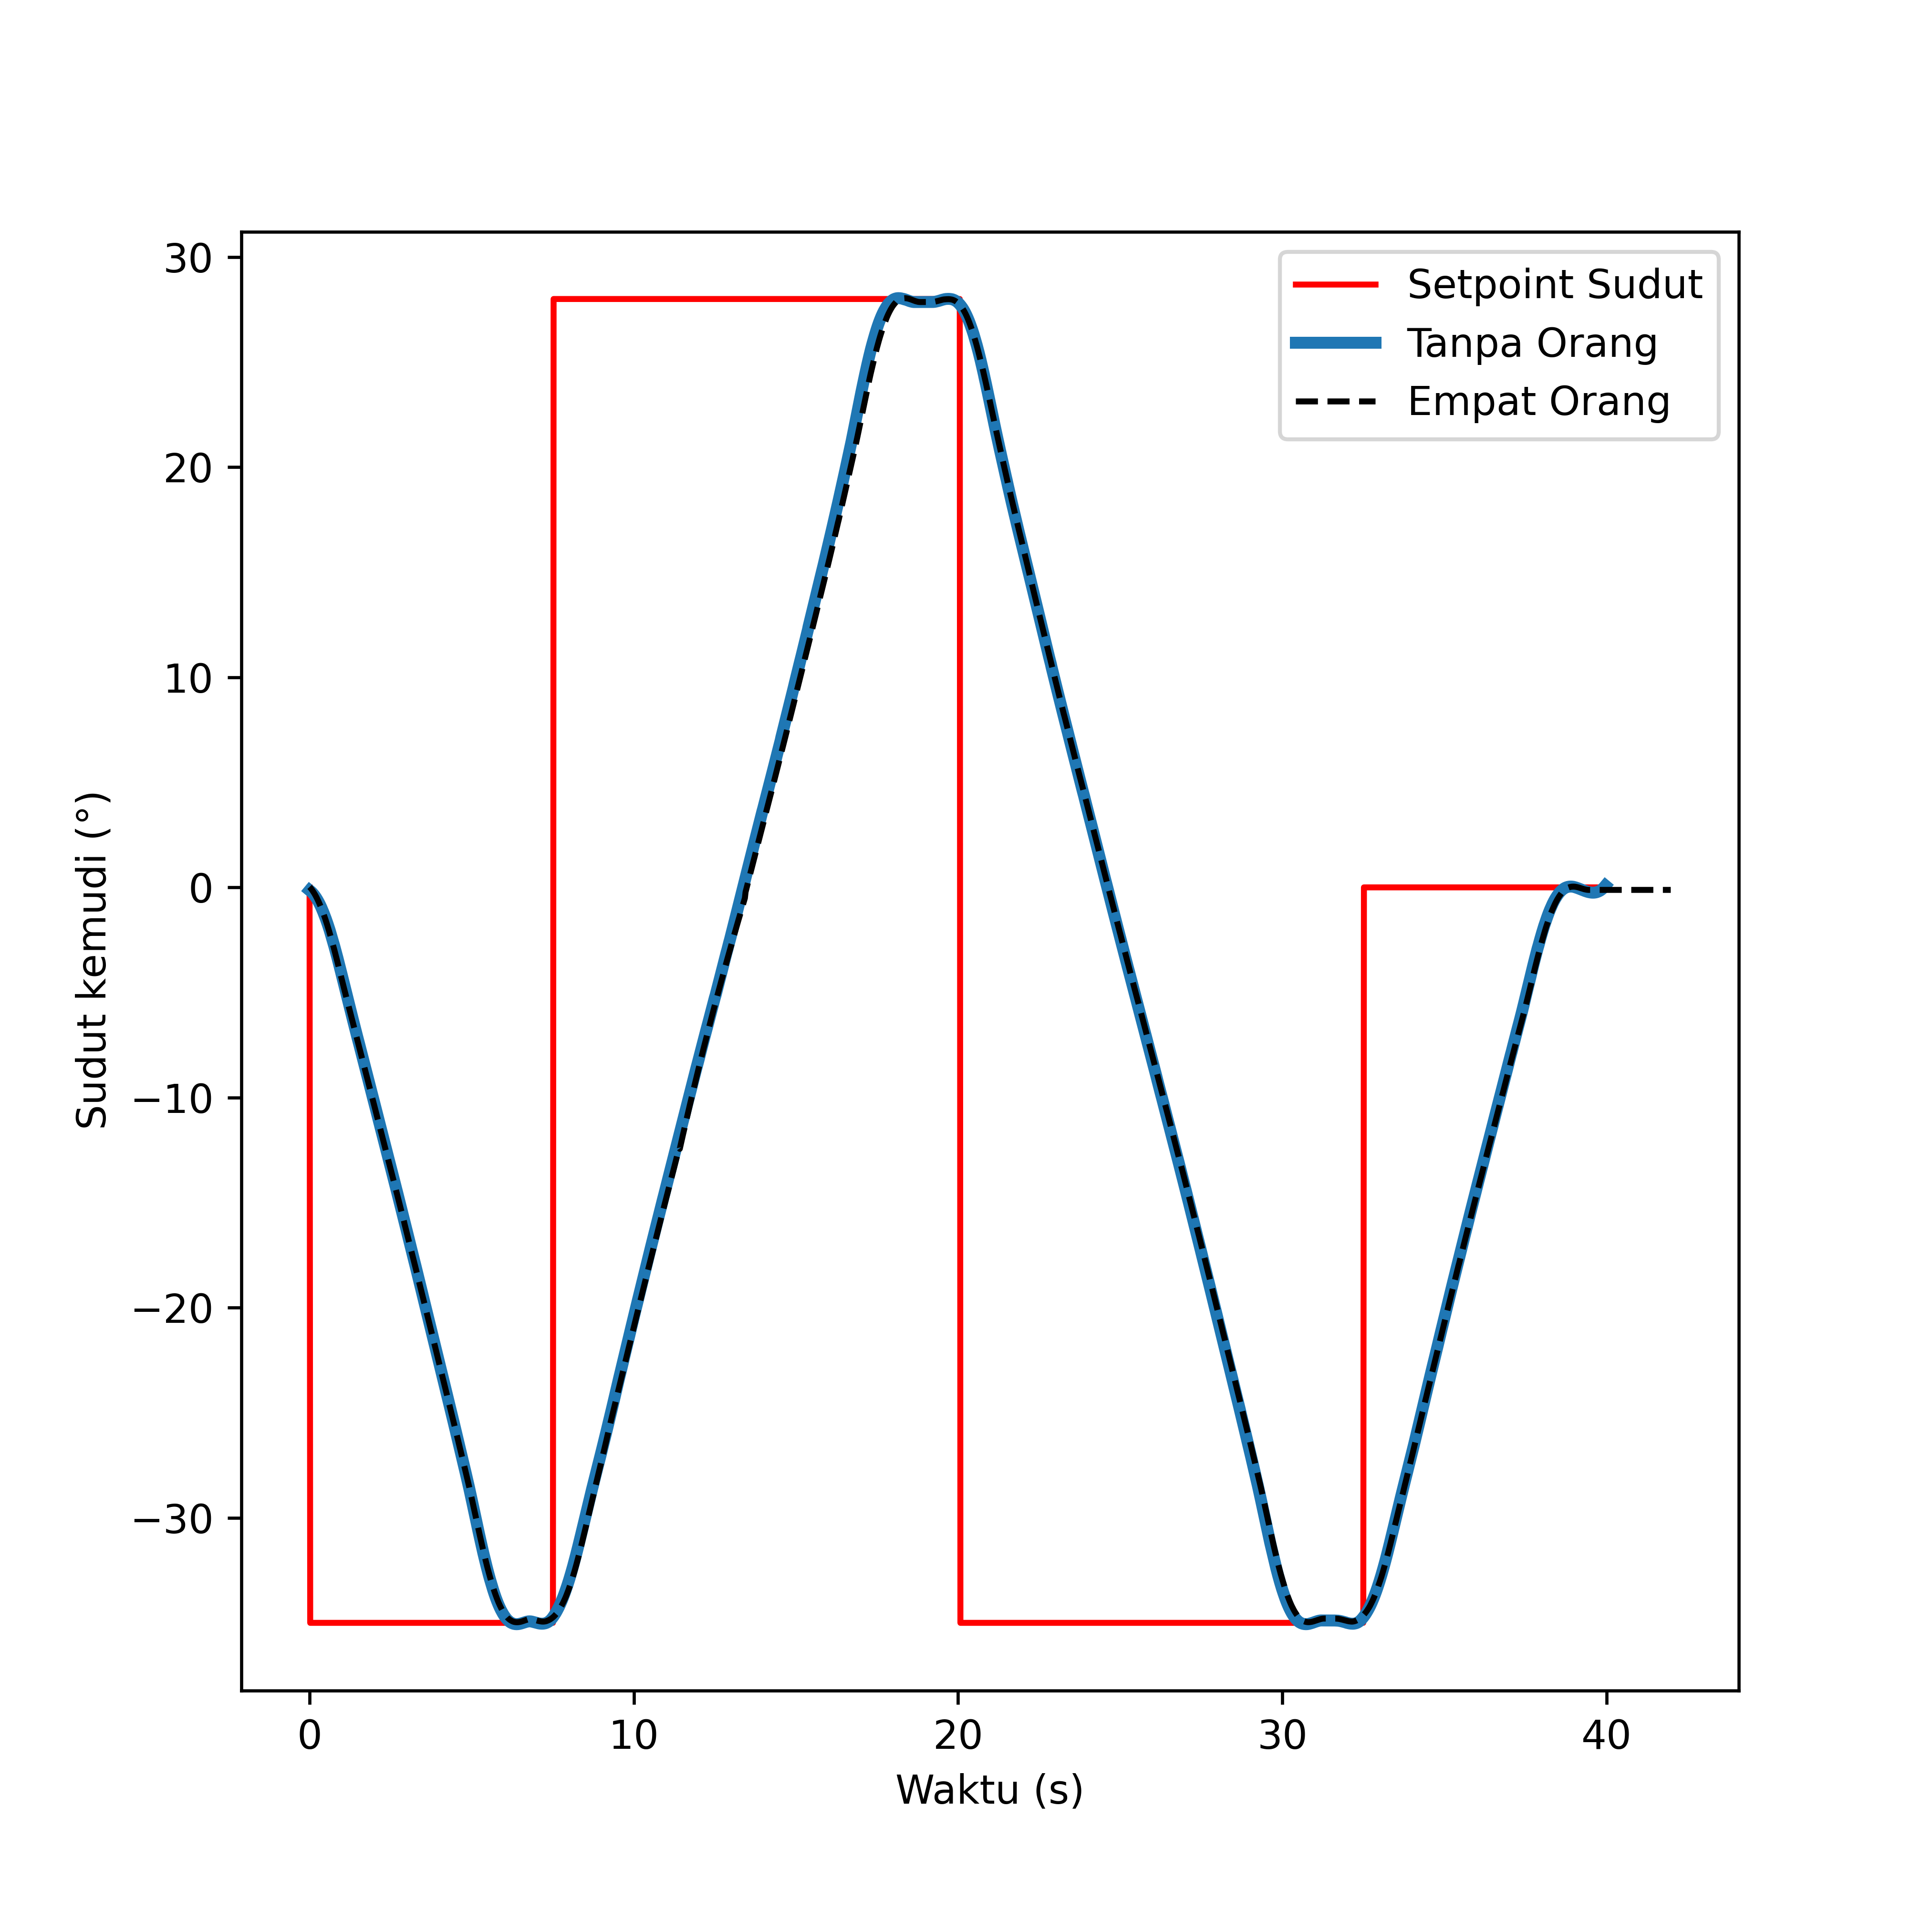 Setpoint Sudut
Tanpa Orang
Empat Orang
30
20
10
0
−10
−20
−30
Sudut kemudi (°)
0 10 20 30 40
Waktu (s)